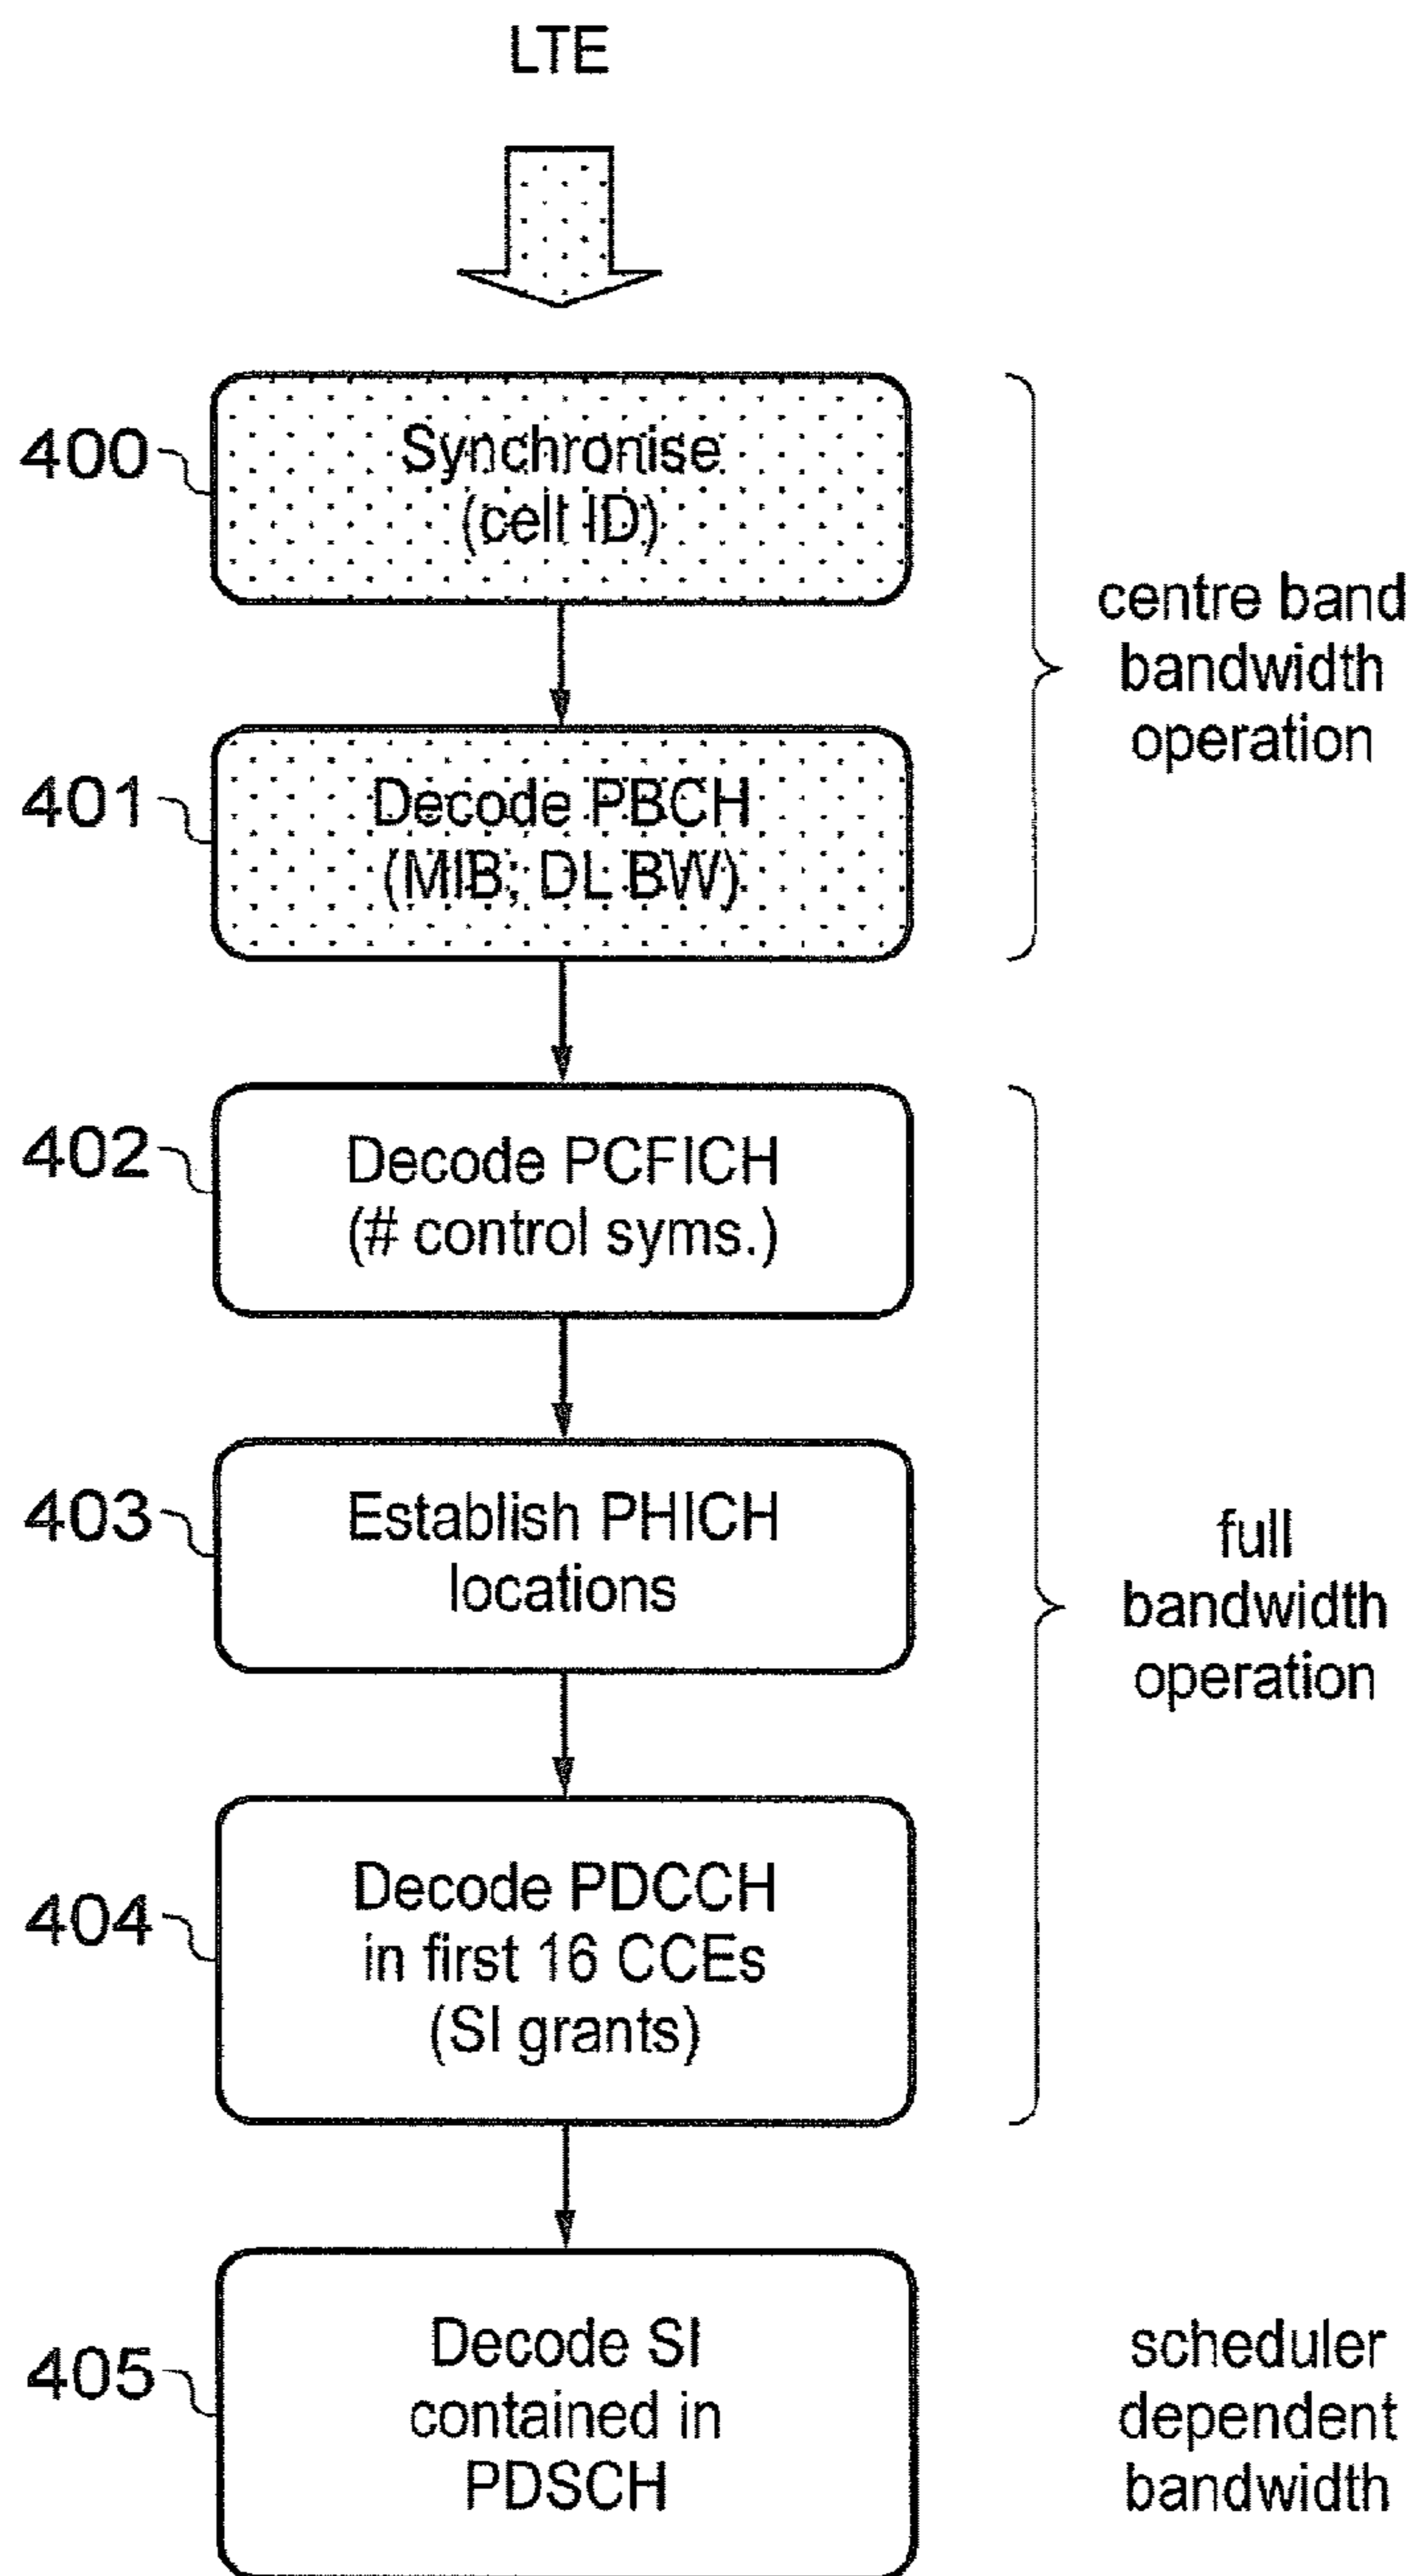 LTE
400
Synchronise
(cell ID)
401
Decode PBCH
(MIB; DL BW)
centre band
bandwidth
operation
402
Decode PCFICH
(# control syms.)
403
Establish PHICH
locations
404
Decode PDCCH
in first 16 CCEs
(SI grants)
full
bandwidth
operation
405
Decode SI
contained in
PDSCH
scheduler
dependent
bandwidth